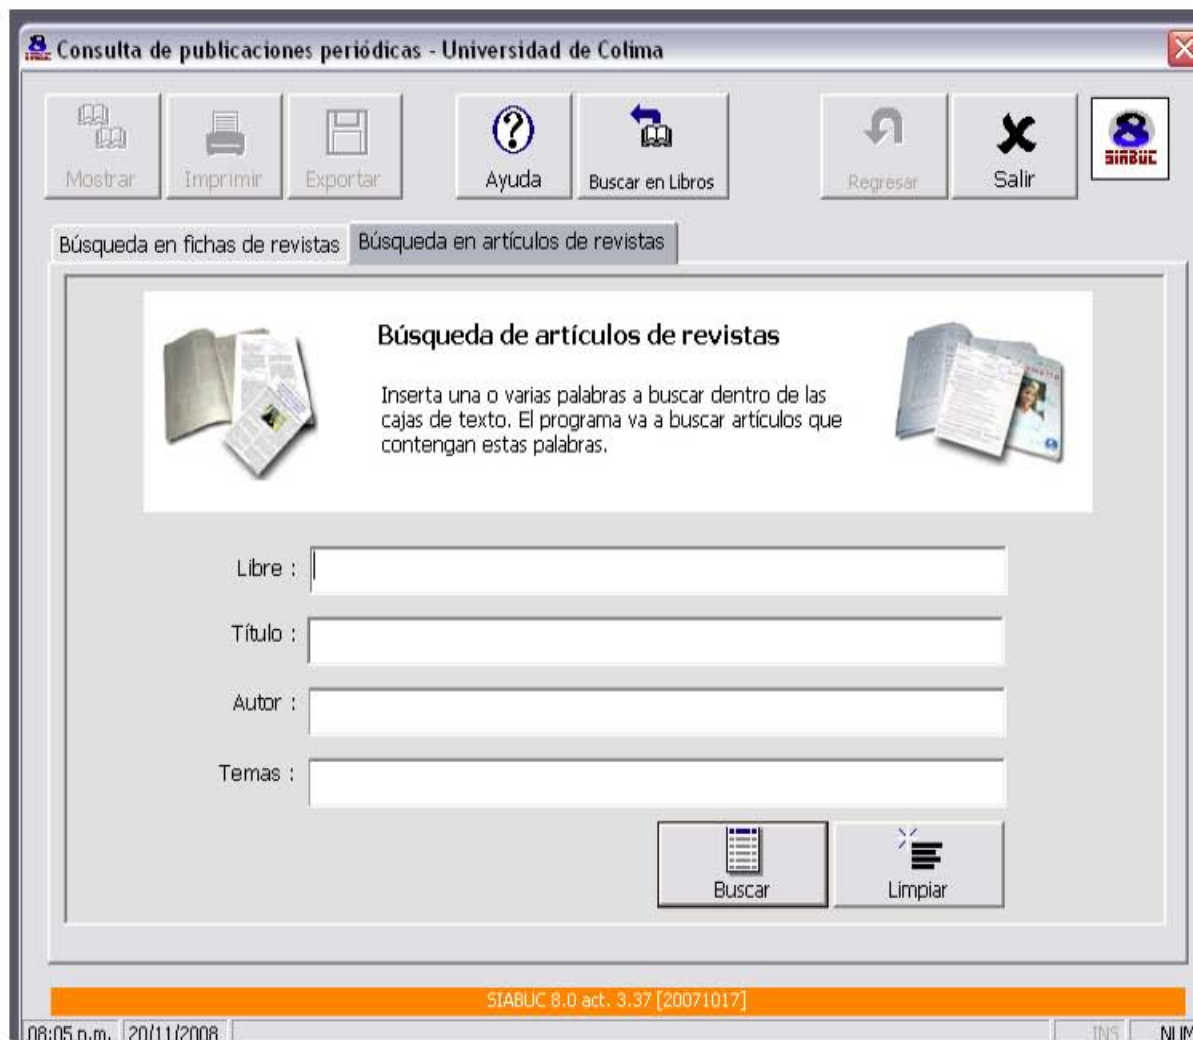 Consulta de publicaciones periódicas - Universidad de Colima
Mostrar
Imprimir
Exportar
Ayuda
Buscar en Libros
Regresar
Salir
8
SIABUC
Búsqueda en fichas de revistas
Búsqueda en artículos de revistas
Búsqueda de artículos de revistas
Inserta una o varias palabras a buscar dentro de las
cajas de texto. El programa va a buscar artículos que
contengan estas palabras.
Libre :
Título :
Autor :
Temas :
Buscar
Limpiar
SIABUC 8.0 act. 3.37 [20071017]
08:05 p.m.
20/11/2008
INS
NUM